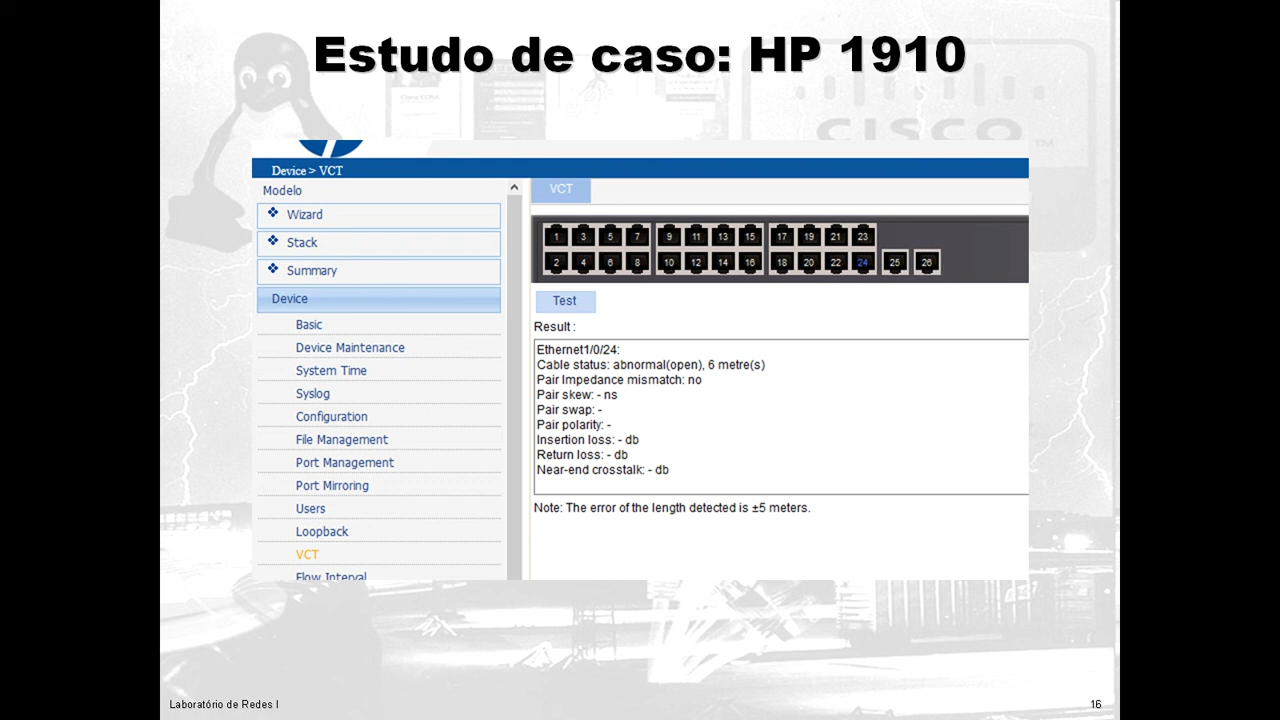 Estudo de caso: HP 1910
CISCO
TM
Device > VCT
Modelo
Wizard
Stack
Summary
Device
Basic
Device Maintenance
System Time
Syslog
Configuration
File Management
Port Management
Port Mirroring
Users
Loopback
VCT
Flow Interval
VCT
1 3 5 7 9 11 13 15 17 19 21 23
2 4 6 8 10 12 14 16 18 20 22 24 25 26
Test
Result :
Ethernet1/0/24:
Cable status: abnormal(open), 6 metre(s)
Pair Impedance mismatch: no
Pair skew: - ns
Pair swap: -
Pair polarity: -
Insertion loss: - db
Return loss: - db
Near-end crosstalk: - db
Note: The error of the length detected is ±5 meters.
Laboratório de Redes I
16